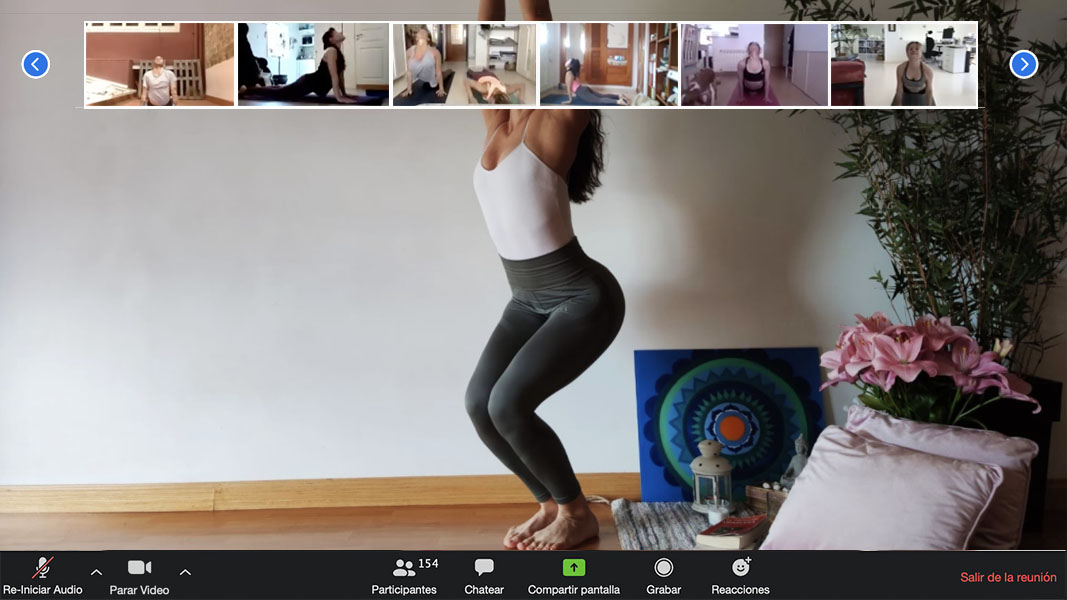 154
Re-Iniciar Audio
Parar Video
Participantes
Chatear
Compartir pantalla
Grabar
Reacciones
Salir de la reunión